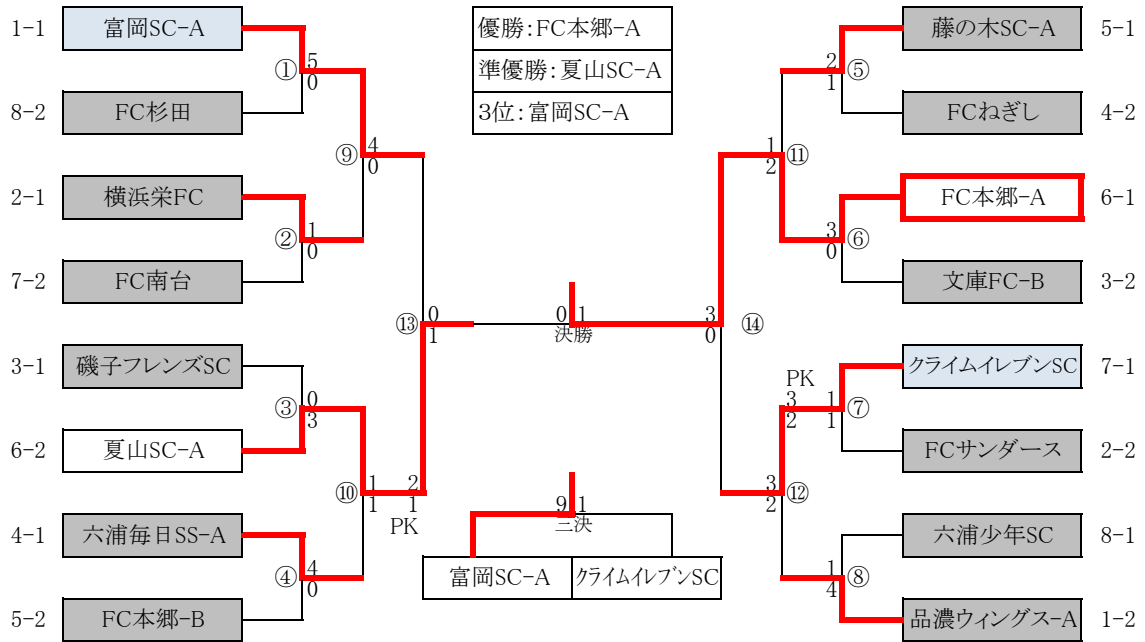 1-1 富岡SC-A 優勝：FC本郷-A 藤の木SC-A 5-1
① 5 0 準優勝：夏山SC-A 2 1 ⑤
8-2 FC杉田 3位：富岡SC-A FCねぎし 4-2
⑨ 4 0 1 2 ⑪
2-1 横浜栄FC FC本郷-A 6-1
② 1 0 3 0 ⑥
7-2 FC南台 文庫FC-B 3-2
⑬ 0 1 0 1 3 0 ⑭
決勝
3-1 磯子フレンズSC クライムイレブンSC 7-1
PK
③ 0 3 3 2 1 1 ⑦
6-2 夏山SC-A FCサンダース 2-2
⑩ 1 1 2 1 9 1 3 2 ⑫
PK 三決
4-1 六浦毎日SS-A 六浦少年SC 8-1
④ 4 0 富岡SC-A クライムイレブンSC 1 4 ⑧
5-2 FC本郷-B 品濃ウィングス-A 1-2